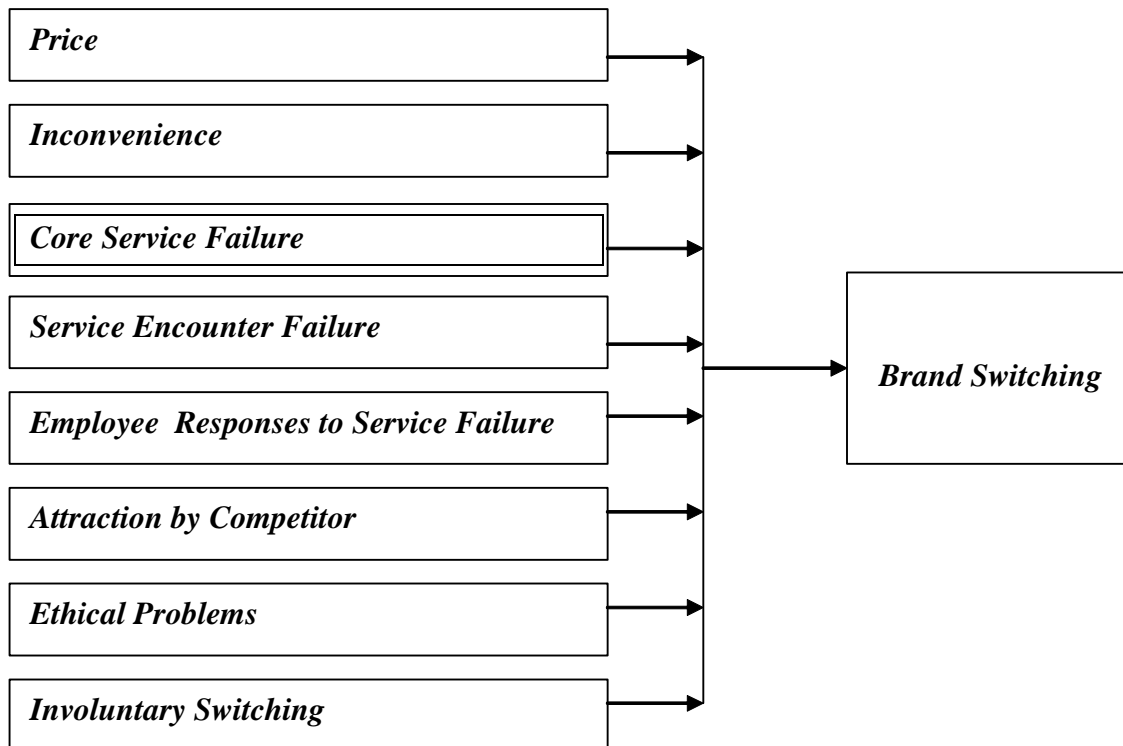 Price
Inconvenience
Core Service Failure
Service Encounter Failure
Employee  Responses to Service Failure
Attraction by Competitor
Ethical Problems
Involuntary Switching
Brand Switching